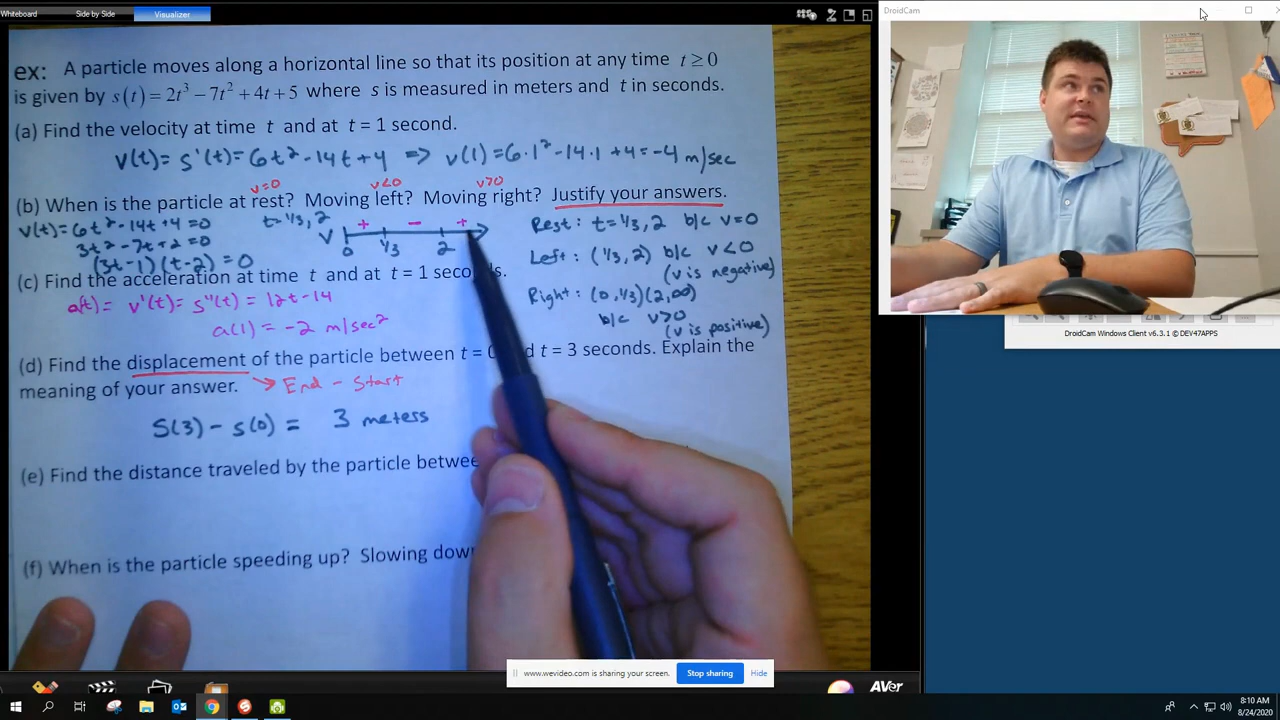 Whiteboard Side by Side Visualizer
DroidCam
ex: A particle moves along a horizontal line so that its position at any time t ≥ 0
is given by s(t) = 2t³ − 7t² + 4t + 5 where s is measured in meters and t in seconds.
(a) Find the velocity at time t and at t = 1 second.
v(t) = s'(t) = 6t² − 14t + 4 ⇒ v(1) = 6·1² − 14·1 + 4 = −4 m/sec
v=0 v<0 v>0
(b) When is the particle at rest? Moving left? Moving right? Justify your answers.
v(t) = 6t² − 14t + 4 = 0
3t² − 7t + 2 = 0
(3t−1)(t−2) = 0
t = 1/3, 2
+ − +
V
0 1/3 2
Rest: t = 1/3, 2 b/c v = 0
Left: (1/3, 2) b/c v < 0
(v is negative)
Right: (0, 1/3)(2, ∞)
b/c v > 0
(v is positive)
(c) Find the acceleration at time t and at t = 1 seconds.
a(t) = v'(t) = s''(t) = 12t − 14
a(1) = −2 m/sec²
(d) Find the displacement of the particle between t = 0 d t = 3 seconds. Explain the
meaning of your answer. → End − Start
S(3) − s(0) = 3 meters
(e) Find the distance traveled by the particle betwee
(f) When is the particle speeding up? Slowing dow
DroidCam Windows Client v6.3.1 © DEV47APPS
www.wevideo.com is sharing your screen. Stop sharing Hide
AVer
8:10 AM
8/24/2020